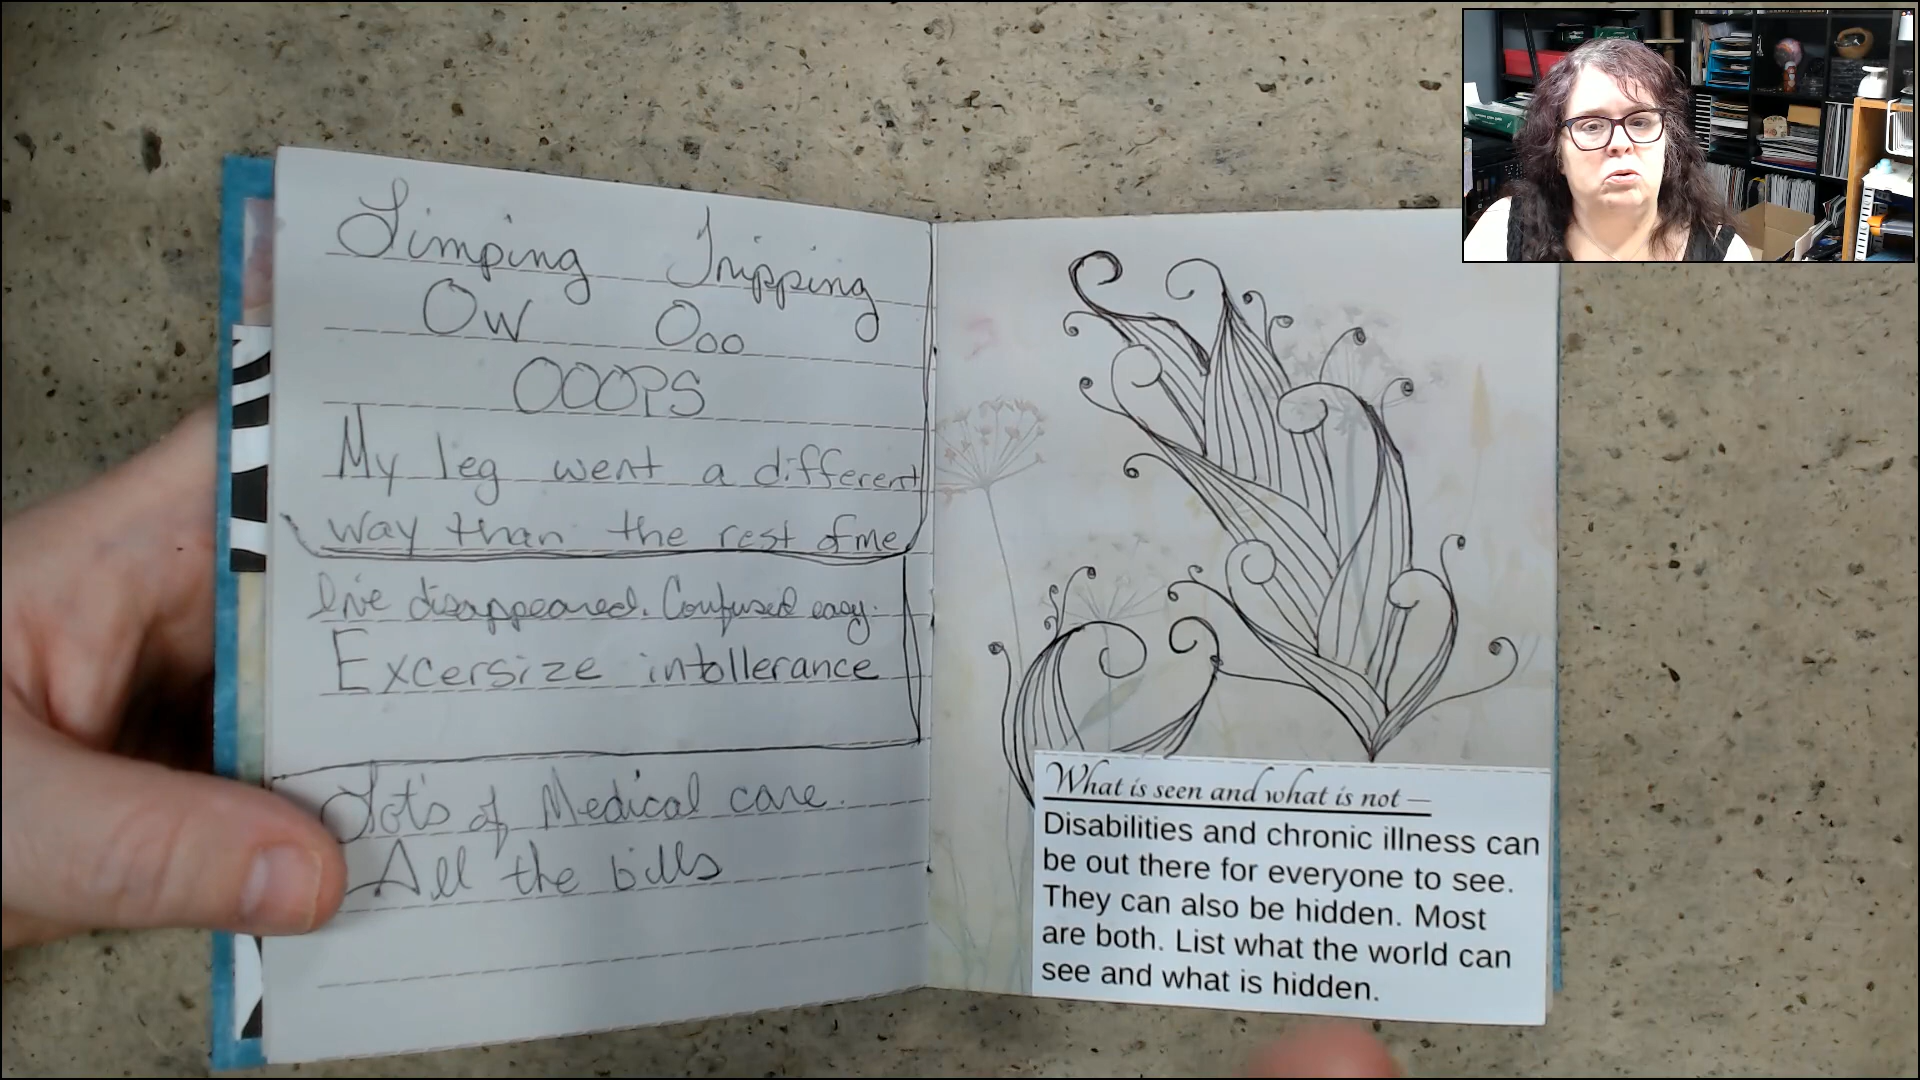 Limping Tripping
Ow Ooo
OOOPS
My leg went a different
way than the rest of me
I've disappeared. Confused easy.
Excersize intollerance
Lots of Medical care.
All the bills
What is seen and what is not —
Disabilities and chronic illness can
be out there for everyone to see.
They can also be hidden. Most
are both. List what the world can
see and what is hidden.